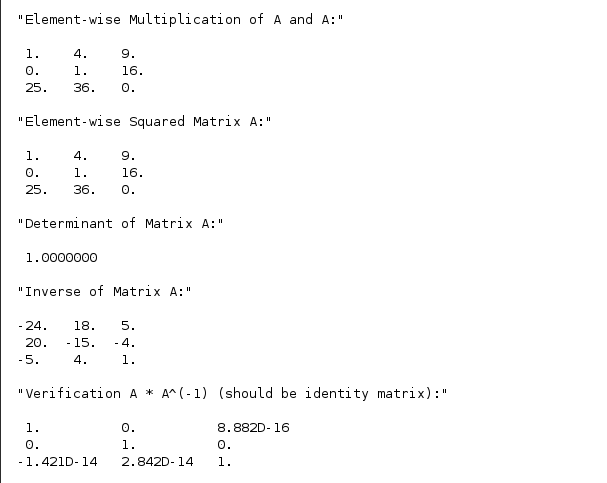 "Element-wise Multiplication of A and A:"
1. 4. 9.
0. 1. 16.
25. 36. 0.
"Element-wise Squared Matrix A:"
1. 4. 9.
0. 1. 16.
25. 36. 0.
"Determinant of Matrix A:"
1.0000000
"Inverse of Matrix A:"
-24. 18. 5.
20. -15. -4.
-5. 4. 1.
"Verification A * A^(-1) (should be identity matrix):"
1. 0. 8.882D-16
0. 1. 0.
-1.421D-14 2.842D-14 1.